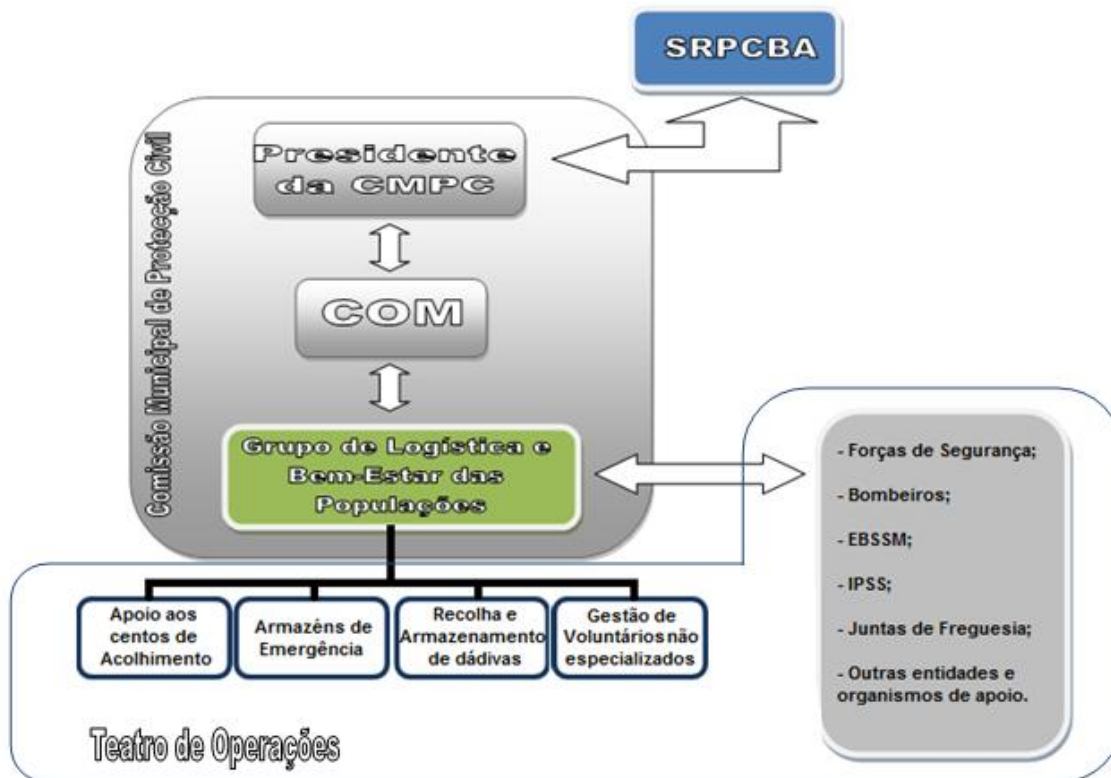 SRPCBA
Comissão Municipal de Protecção Civil
Presidente
da CMPC
COM
Grupo de Logística e
Bem-Estar das
Populações
Apoio aos
centos de
Acolhimento
Armazéns de
Emergência
Recolha e
Armazenamento
de dádivas
Gestão de
Voluntários não
especializados
- Forças de Segurança;
- Bombeiros;
- EBSSM;
- IPSS;
- Juntas de Freguesia;
- Outras entidades e
organismos de apoio.
Teatro de Operações